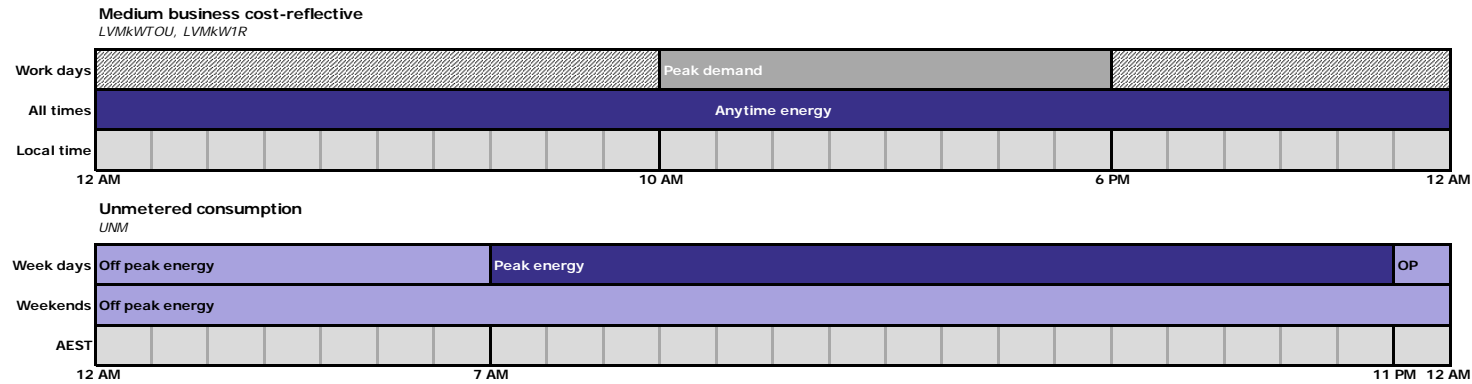 Medium business cost-reflective
LVMkWTOU, LVMkW1R
Work days Peak demand
All times Anytime energy
Local time
12 AM 10 AM 6 PM 12 AM
Unmetered consumption
UNM
Week days Off peak energy Peak energy OP
Weekends Off peak energy
AEST
12 AM 7 AM 11 PM 12 AM